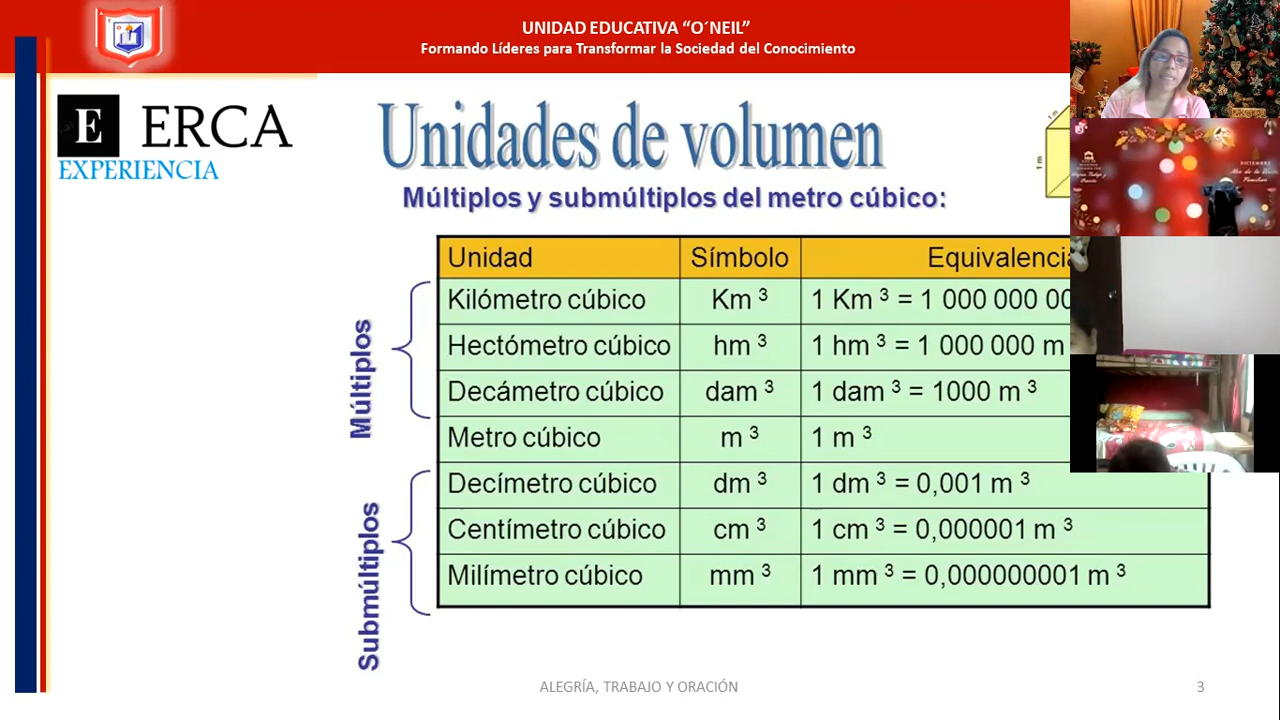 UNIDAD EDUCATIVA “O´NEIL”
Formando Líderes para Transformar la Sociedad del Conocimiento
E ERCA
EXPERIENCIA
Unidades de volumen
Múltiplos y submúltiplos del metro cúbico:
1 m
1 m
Unidad Símbolo Equivalencia
Múltiplos
Kilómetro cúbico Km ³ 1 Km ³ = 1 000 000 00
Hectómetro cúbico hm ³ 1 hm ³ = 1 000 000 m
Decámetro cúbico dam ³ 1 dam ³ = 1000 m ³
Metro cúbico m ³ 1 m ³
Submúltiplos
Decímetro cúbico dm ³ 1 dm ³ = 0,001 m ³
Centímetro cúbico cm ³ 1 cm ³ = 0,000001 m ³
Milímetro cúbico mm ³ 1 mm ³ = 0,000000001 m ³
DICIEMBRE
ALEGRÍA, TRABAJO Y ORACIÓN
3